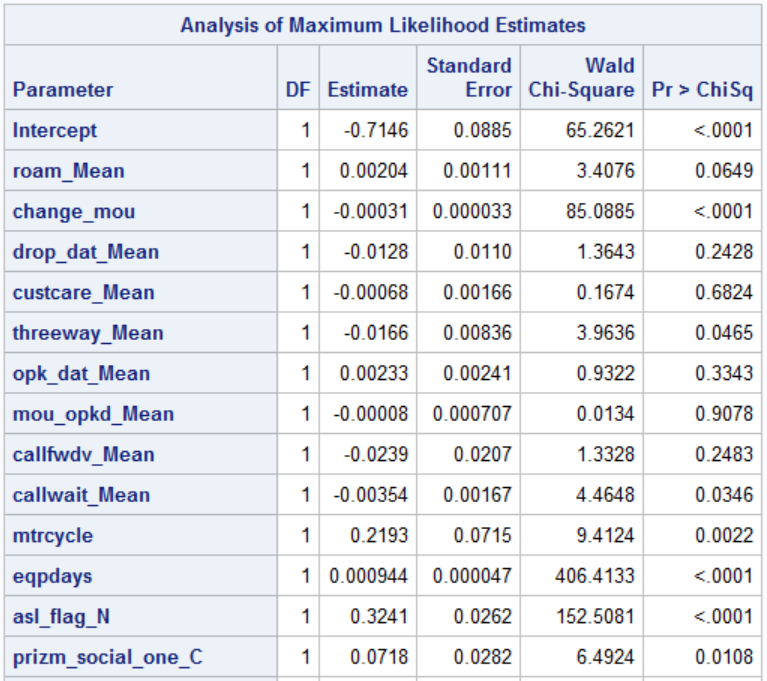 Analysis of Maximum Likelihood Estimates
Parameter DF Estimate Standard Error Wald Chi-Square Pr > ChiSq
Intercept 1 -0.7146 0.0885 65.2621 <.0001
roam_Mean 1 0.00204 0.00111 3.4076 0.0649
change_mou 1 -0.00031 0.000033 85.0885 <.0001
drop_dat_Mean 1 -0.0128 0.0110 1.3643 0.2428
custcare_Mean 1 -0.00068 0.00166 0.1674 0.6824
threeway_Mean 1 -0.0166 0.00836 3.9636 0.0465
opk_dat_Mean 1 0.00233 0.00241 0.9322 0.3343
mou_opkd_Mean 1 -0.00008 0.000707 0.0134 0.9078
callfwdv_Mean 1 -0.0239 0.0207 1.3328 0.2483
callwait_Mean 1 -0.00354 0.00167 4.4648 0.0346
mtrcycle 1 0.2193 0.0715 9.4124 0.0022
eqpdays 1 0.000944 0.000047 406.4133 <.0001
asl_flag_N 1 0.3241 0.0262 152.5081 <.0001
prizm_social_one_C 1 0.0718 0.0282 6.4924 0.0108